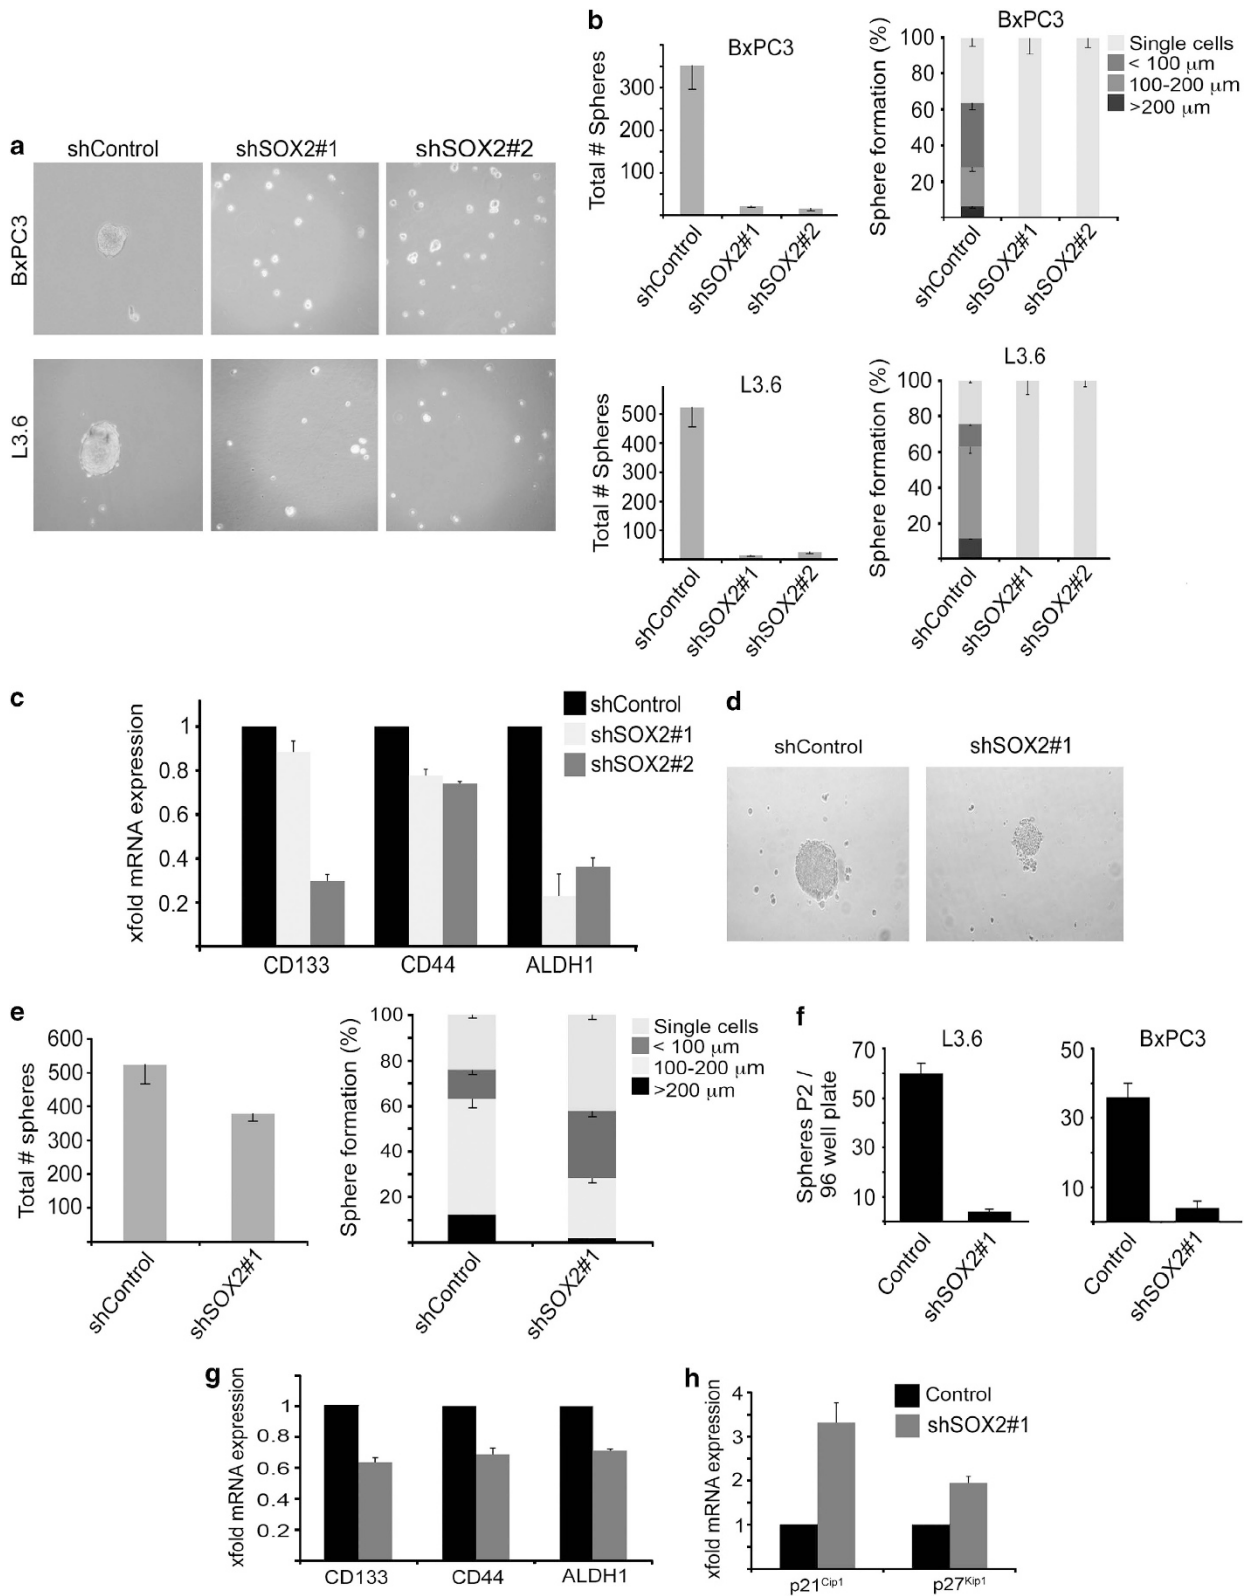 a
shControl
shSOX2#1
shSOX2#2
BxPC3
L3.6
b
BxPC3
Total # Spheres
300
200
100
shControl
shSOX2#1
shSOX2#2
BxPC3
Sphere formation (%)
100
80
60
40
20
shControl
shSOX2#1
shSOX2#2
Single cells
< 100 μm
100-200 μm
>200 μm
L3.6
Total # Spheres
500
400
300
200
100
shControl
shSOX2#1
shSOX2#2
L3.6
Sphere formation (%)
100
80
60
40
20
shControl
shSOX2#1
shSOX2#2
c
xfold mRNA expression
1
0.8
0.6
0.4
0.2
CD133
CD44
ALDH1
shControl
shSOX2#1
shSOX2#2
d
shControl
shSOX2#1
e
Total # spheres
600
500
400
300
200
100
shControl
shSOX2#1
Sphere formation (%)
100
80
60
40
20
shControl
shSOX2#1
Single cells
< 100 μm
100-200 μm
>200 μm
f
L3.6
Spheres P2 /
96 well plate
70
50
30
10
Control
shSOX2#1
BxPC3
50
30
10
Control
shSOX2#1
g
xfold mRNA expression
1
0.8
0.6
0.4
0.2
CD133
CD44
ALDH1
h
xfold mRNA expression
4
3
2
1
p21Cip1
p27Kip1
Control
shSOX2#1